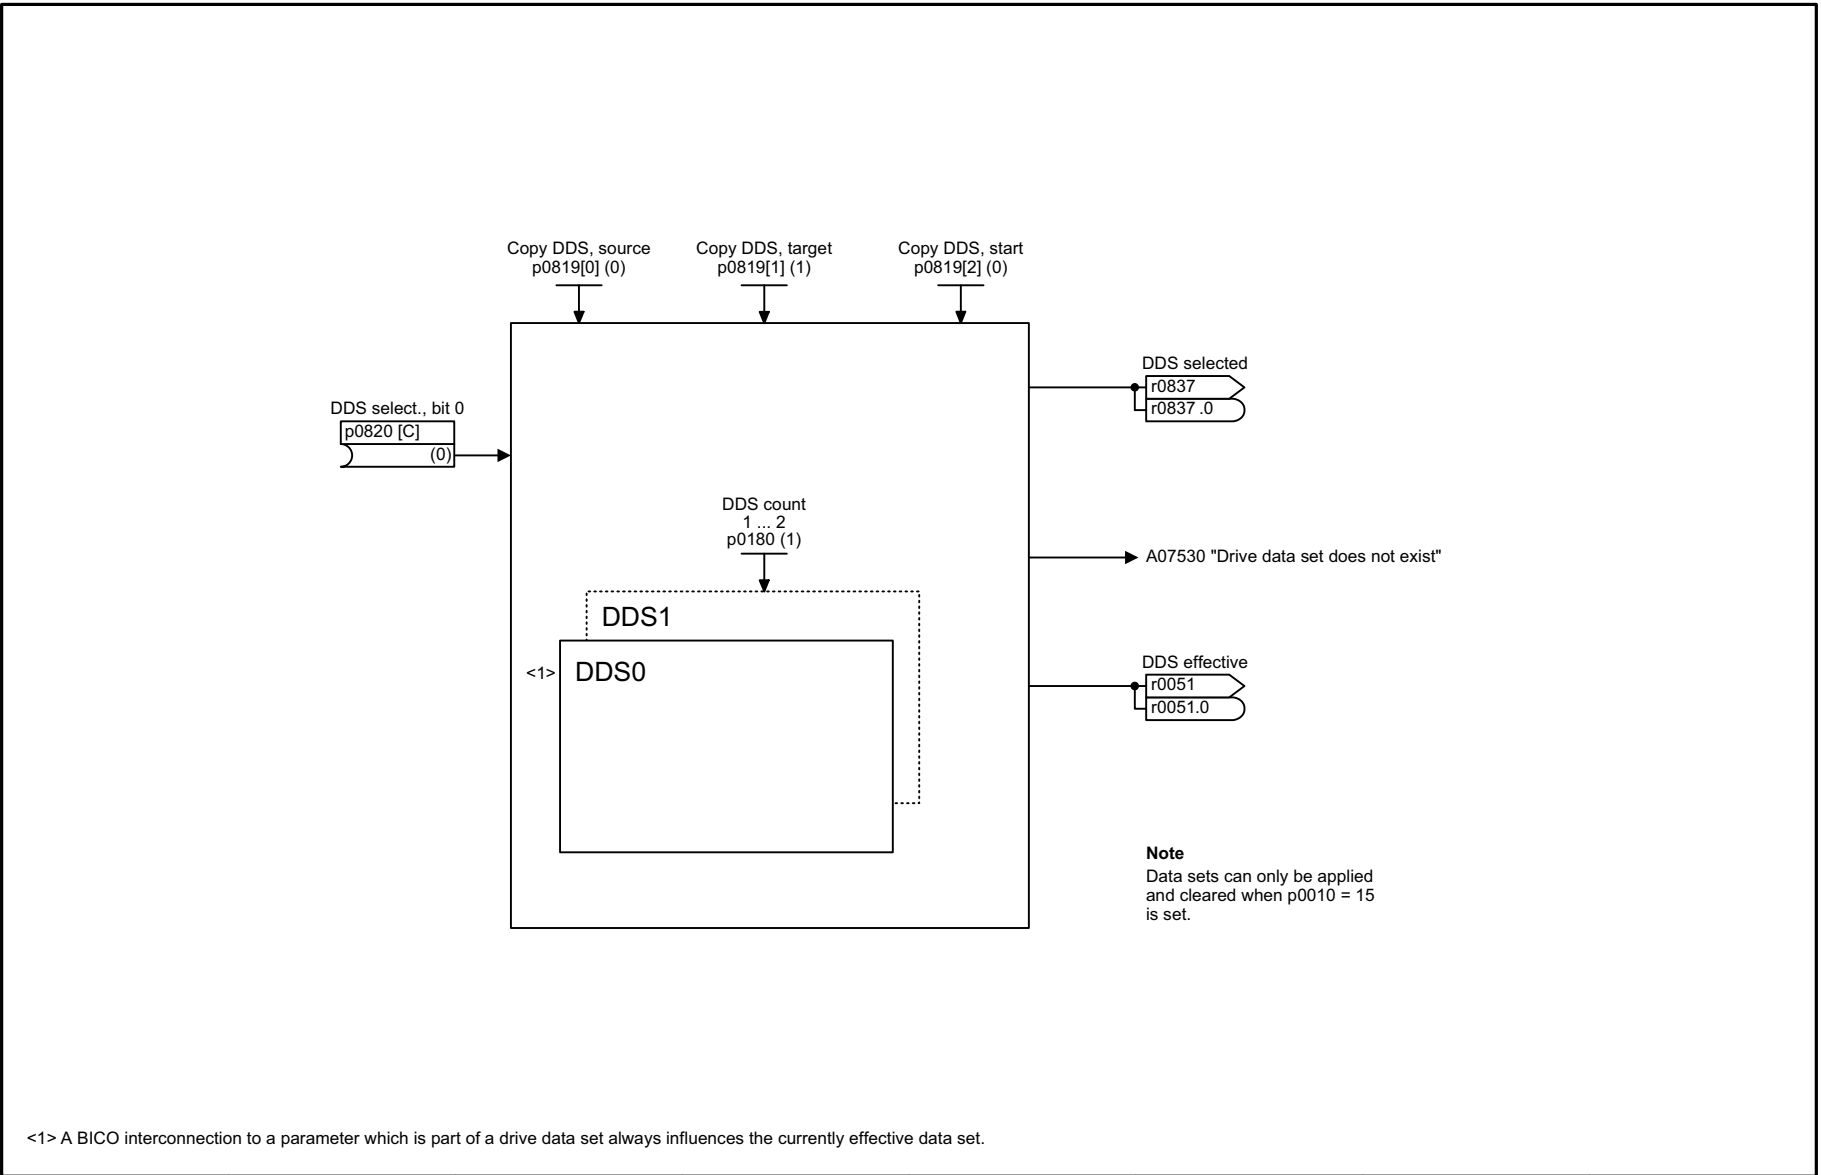 Copy DDS, source
p0819[0] (0)
Copy DDS, target
p0819[1] (1)
Copy DDS, start
p0819[2] (0)
DDS select., bit 0
p0820 [C]
(0)
DDS selected
r0837
r0837 .0
DDS count
1 ... 2
p0180 (1)
A07530 "Drive data set does not exist"
DDS1
<1>
DDS0
DDS effective
r0051
r0051.0
Note
Data sets can only be applied
and cleared when p0010 = 15
is set.
<1> A BICO interconnection to a parameter which is part of a drive data set always influences the currently effective data set.